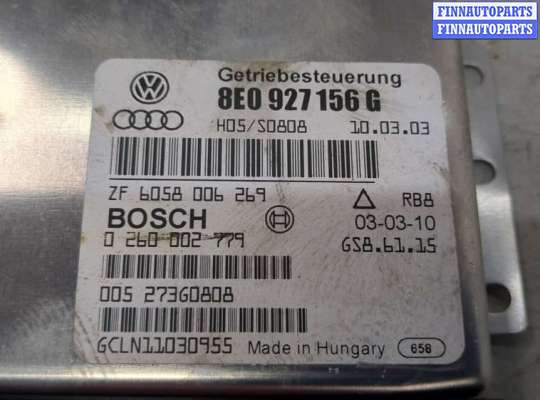 FINNAUTOPARTS
FINNAUTOPARTS
Getriebesteuerung
8E0 927 156 G
H05/S0808 10.03.03
ZF 6058 006 269 RB8
BOSCH 03-03-10
0 260 002 779 GS8.61.15
005 27360808
GCLN11030955 Made in Hungary 658